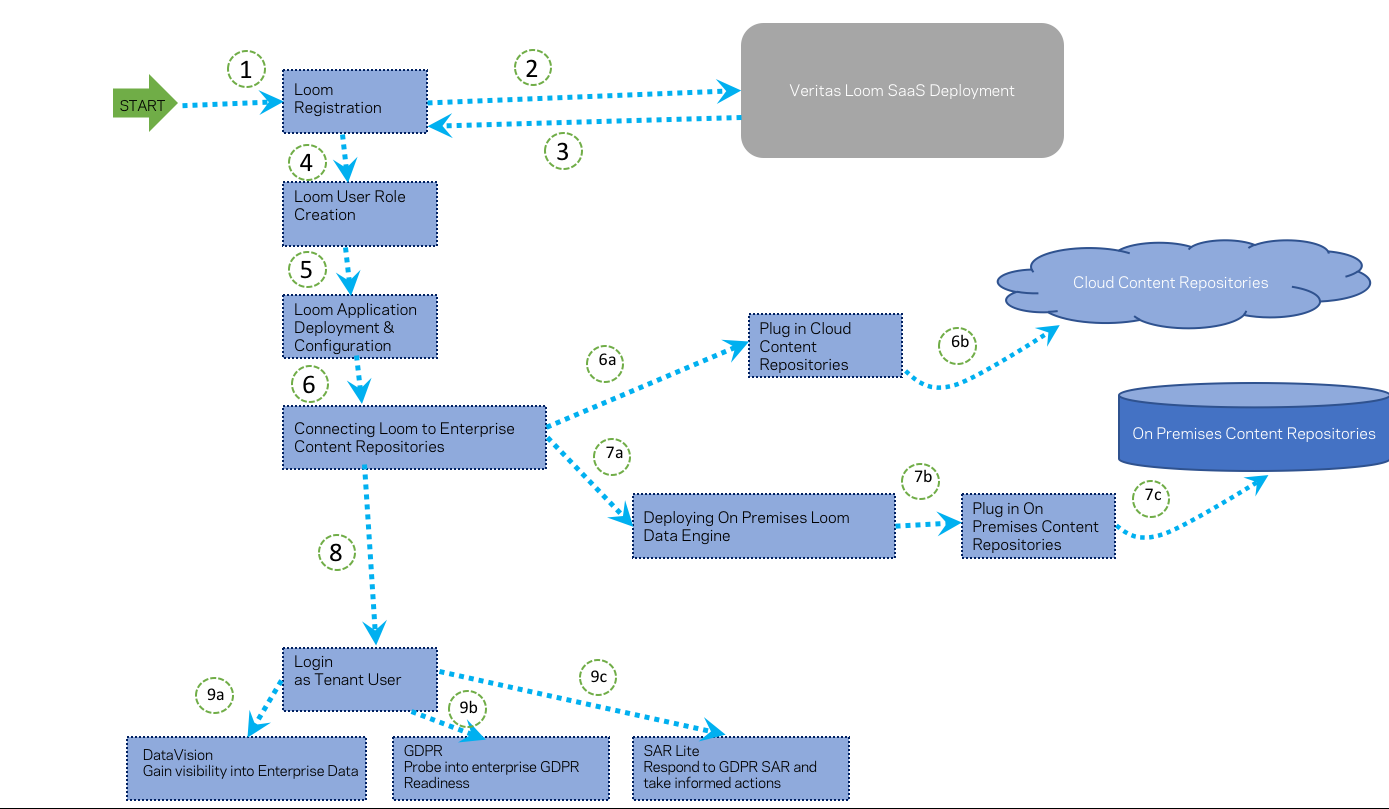 START
1
Loom
Registration
2
3
Veritas Loom SaaS Deployment
4
Loom User Role
Creation
5
Loom Application
Deployment &
Configuration
6
Connecting Loom to Enterprise
Content Repositories
6a
Plug in Cloud
Content
Repositories
6b
Cloud Content Repositories
7a
Deploying On Premises Loom
Data Engine
7b
Plug in On
Premises Content
Repositories
7c
On Premises Content Repositories
8
Login
as Tenant User
9a
9b
9c
DataVision
Gain visibility into Enterprise Data
GDPR
Probe into enterprise GDPR
Readiness
SAR Lite
Respond to GDPR SAR and
take informed actions